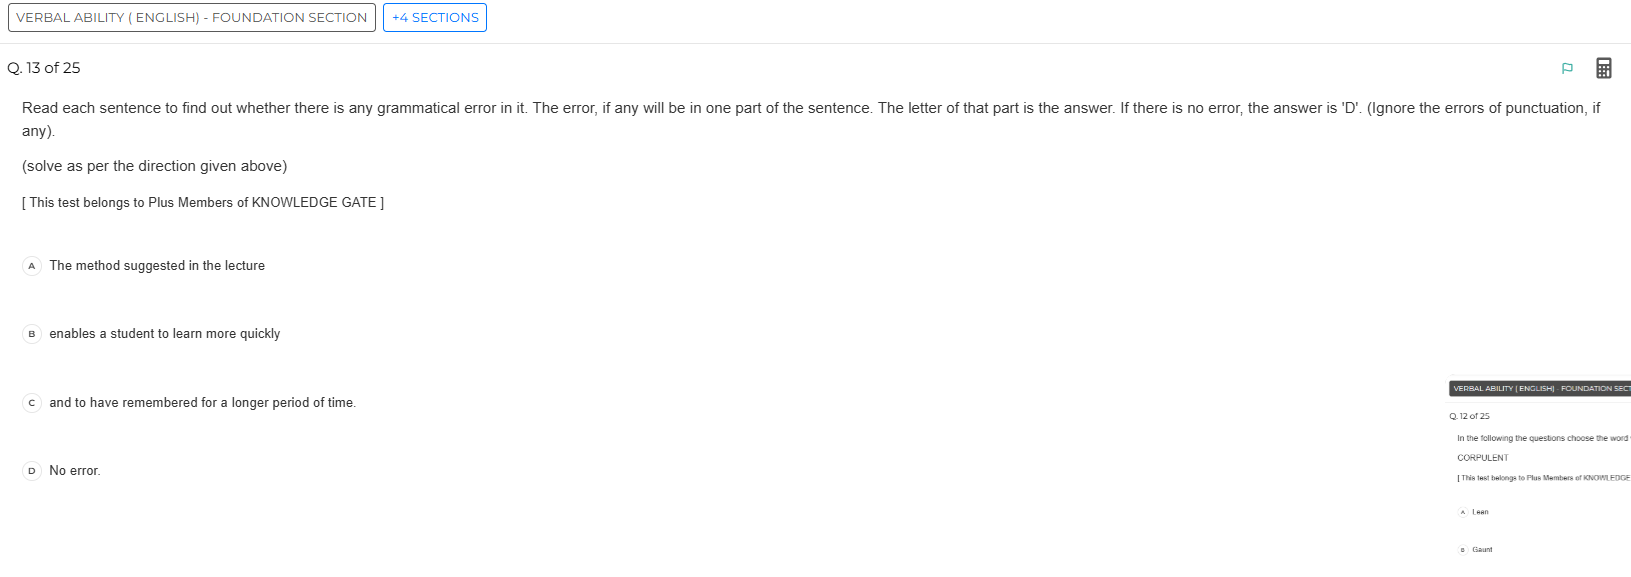 VERBAL ABILITY ( ENGLISH) - FOUNDATION SECTION
+4 SECTIONS
Q. 13 of 25
Read each sentence to find out whether there is any grammatical error in it. The error, if any will be in one part of the sentence. The letter of that part is the answer. If there is no error, the answer is 'D'. (Ignore the errors of punctuation, if
any).
(solve as per the direction given above)
[ This test belongs to Plus Members of KNOWLEDGE GATE ]
A The method suggested in the lecture
B enables a student to learn more quickly
C and to have remembered for a longer period of time.
D No error.
VERBAL ABILITY ( ENGLISH) - FOUNDATION SECT
Q. 12 of 25
In the following the questions choose the word
CORPULENT
[ This test belongs to Plus Members of KNOWLEDGE
A Lean
B Gaunt